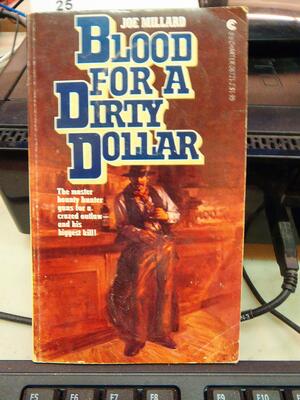 25
JOE MILLARD
BLOOD
FOR A
DIRTY
DOLLAR
The master
bounty hunter
guns for a
crazed outlaw—
and his
biggest kill!
F5 F6 F7 F8 F9 F10 F11